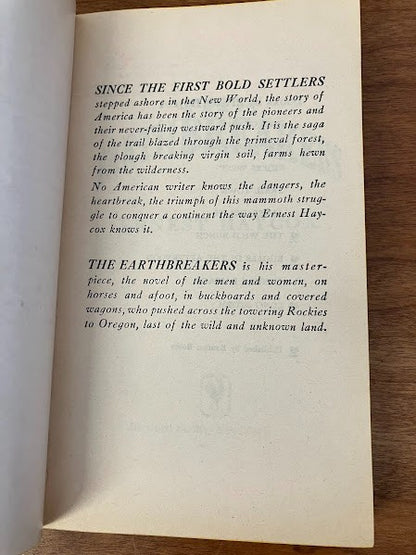 SINCE THE FIRST BOLD SETTLERS
stepped ashore in the New World, the story of
America has been the story of the pioneers and
their never-failing westward push. It is the saga
of the trail blazed through the primeval forest,
the plough breaking virgin soil, farms hewn
from the wilderness.
No American writer knows the dangers, the
heartbreak, the triumph of this mammoth strug-
gle to conquer a continent the way Ernest Hay-
cox knows it.
THE EARTHBREAKERS is his master-
piece, the novel of the men and women, on
horses and afoot, in buckboards and covered
wagons, who pushed across the towering Rockies
to Oregon, last of the wild and unknown land.